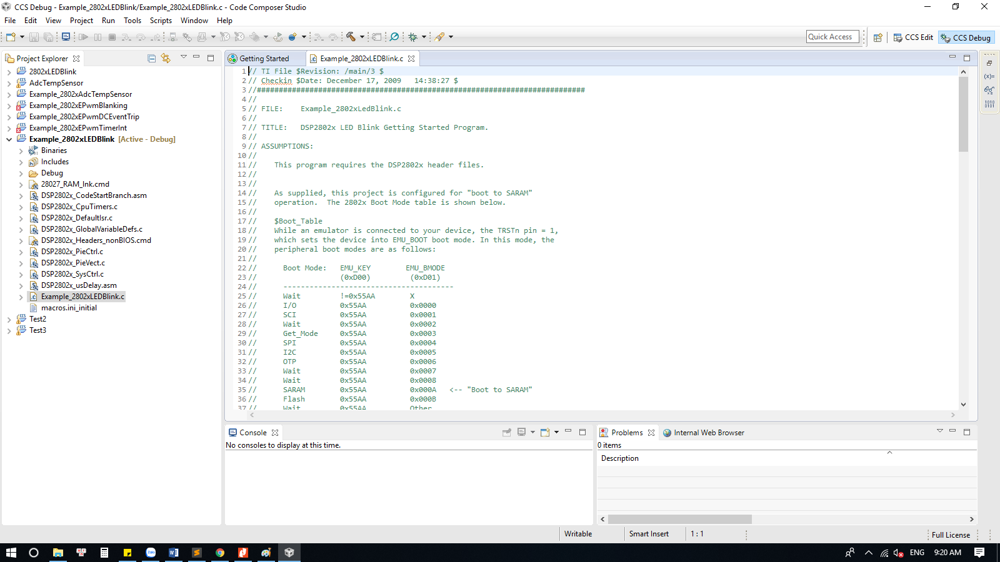 CCS Debug - Example_2802xLEDBlink/Example_2802xLEDBlink.c - Code Composer Studio
File Edit View Project Run Tools Scripts Window Help
Quick Access
CCS Edit
CCS Debug
Project Explorer
2802xLEDBlink
AdcTempSensor
Example_2802xAdcTempSensor
Example_2802xEPwmBlanking
Example_2802xEPwmDCEventTrip
Example_2802xEPwmTimerInt
Example_2802xLEDBlink [Active - Debug]
Binaries
Includes
Debug
28027_RAM_lnk.cmd
DSP2802x_CodeStartBranch.asm
DSP2802x_CpuTimers.c
DSP2802x_DefaultIsr.c
DSP2802x_GlobalVariableDefs.c
DSP2802x_Headers_nonBIOS.cmd
DSP2802x_PieCtrl.c
DSP2802x_PieVect.c
DSP2802x_SysCtrl.c
DSP2802x_usDelay.asm
Example_2802xLEDBlink.c
macros.ini_initial
Test2
Test3
Getting Started
Example_2802xLEDBlink.c
1 // TI File $Revision: /main/3 $
2 // Checkin $Date: December 17, 2009   14:38:27 $
3 //###########################################################################
4 //
5 // FILE:    Example_2802xLedBlink.c
6 //
7 // TITLE:   DSP2802x LED Blink Getting Started Program.
8 //
9 // ASSUMPTIONS:
10 //
11 //    This program requires the DSP2802x header files.
12 //
13 //
14 //    As supplied, this project is configured for "boot to SARAM"
15 //    operation.  The 2802x Boot Mode table is shown below.
16 //
17 //    $Boot_Table
18 //    While an emulator is connected to your device, the TRSTn pin = 1,
19 //    which sets the device into EMU_BOOT boot mode. In this mode, the
20 //    peripheral boot modes are as follows:
21 //
22 //      Boot Mode:   EMU_KEY        EMU_BMODE
23 //                   (0xD00)         (0xD01)
24 //      ---------------------------------------
25 //      Wait         !=0x55AA        X
26 //      I/O          0x55AA          0x0000
27 //      SCI          0x55AA          0x0001
28 //      Wait         0x55AA          0x0002
29 //      Get_Mode     0x55AA          0x0003
30 //      SPI          0x55AA          0x0004
31 //      I2C          0x55AA          0x0005
32 //      OTP          0x55AA          0x0006
33 //      Wait         0x55AA          0x0007
34 //      Wait         0x55AA          0x0008
35 //      SARAM        0x55AA          0x000A   <-- "Boot to SARAM"
36 //      Flash        0x55AA          0x000B
37 //      Wait         0x55AA          Other
Console
No consoles to display at this time.
Problems
Internal Web Browser
0 items
Description
Writable
Smart Insert
1 : 1
Full License
Zalo
ENG
9:20 AM